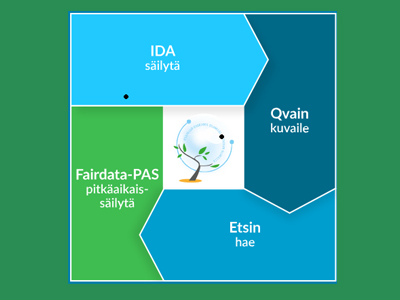 IDA
säilytä
Qvain
kuvaile
Etsin
hae
Fairdata-PAS
pitkäaikais-
säilytä